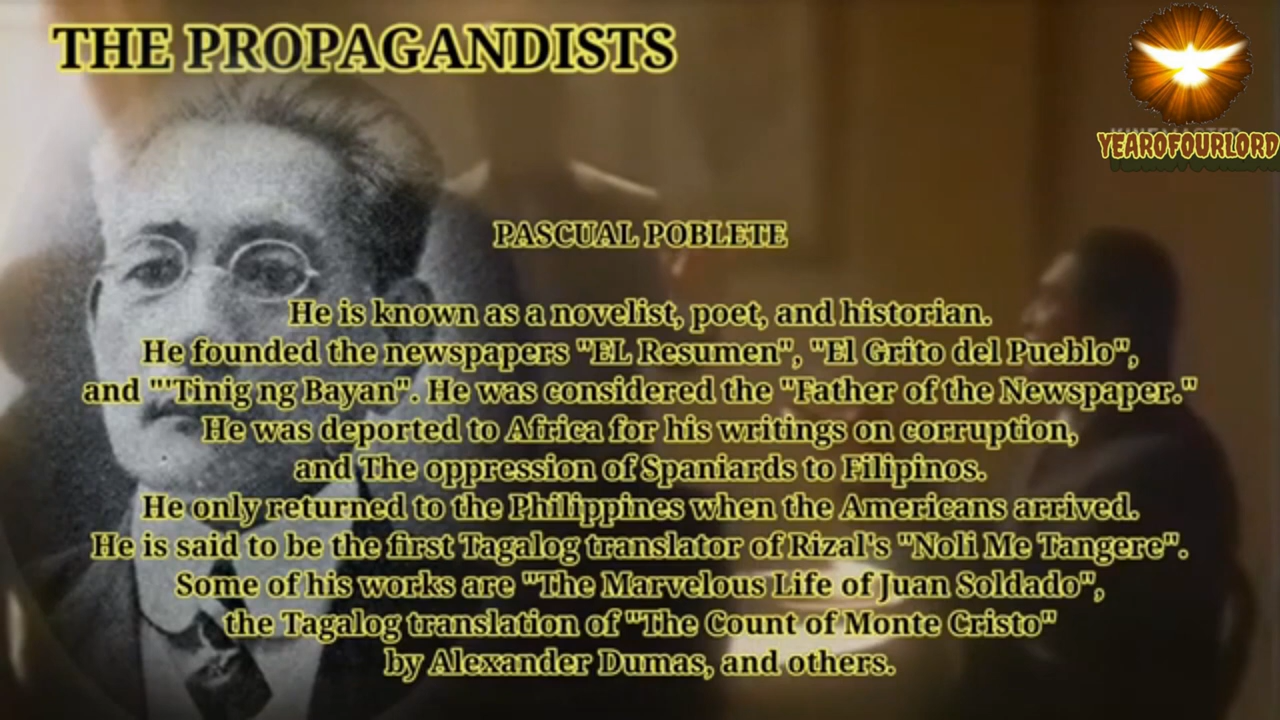 THE PROPAGANDISTS
YEAROFOURLORD
PASCUAL POBLETE
He is known as a novelist, poet, and historian.
He founded the newspapers "EL Resumen", "El Grito del Pueblo",
and "'Tinig ng Bayan". He was considered the "Father of the Newspaper."
He was deported to Africa for his writings on corruption,
and The oppression of Spaniards to Filipinos.
He only returned to the Philippines when the Americans arrived.
He is said to be the first Tagalog translator of Rizal's "Noli Me Tangere".
Some of his works are "The Marvelous Life of Juan Soldado",
the Tagalog translation of "The Count of Monte Cristo"
by Alexander Dumas, and others.